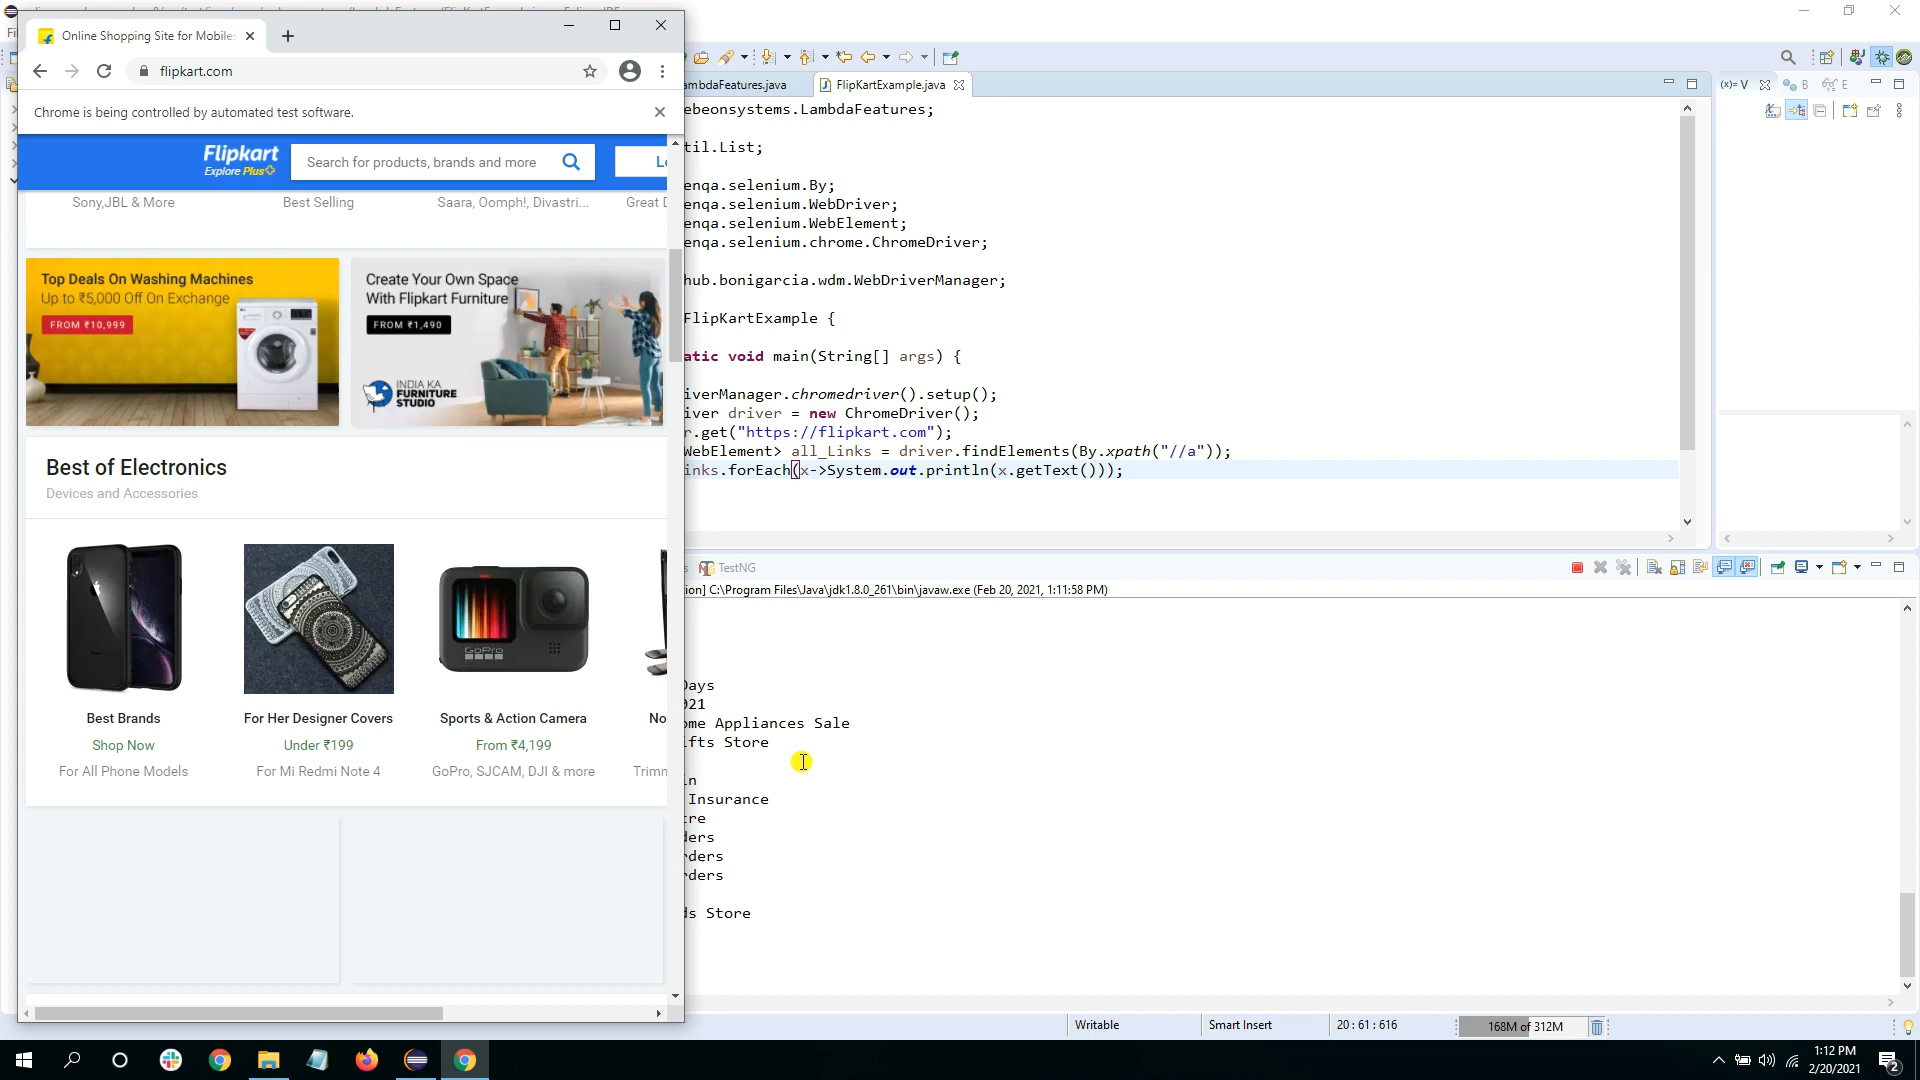 Online Shopping Site for Mobiles
flipkart.com
Chrome is being controlled by automated test software.
Flipkart
Explore Plus
Search for products, brands and more
Sony,JBL & More
Best Selling
Saara, Oomph!, Divastri...
Top Deals On Washing Machines
Up to ₹5,000 Off On Exchange
FROM ₹10,999
Create Your Own Space
With Flipkart Furniture
FROM ₹1,490
INDIA KA
FURNITURE
STUDIO
Best of Electronics
Devices and Accessories
GoPro
Best Brands
Shop Now
For All Phone Models
For Her Designer Covers
Under ₹199
For Mi Redmi Note 4
Sports & Action Camera
From ₹4,199
GoPro, SJCAM, DJI & more
ambdaFeatures.java
FlipKartExample.java
ebeonsystems.LambdaFeatures;
til.List;
enqa.selenium.By;
enqa.selenium.WebDriver;
enqa.selenium.WebElement;
enqa.selenium.chrome.ChromeDriver;
hub.bonigarcia.wdm.WebDriverManager;
FlipKartExample {
atic void main(String[] args) {
iverManager.chromedriver().setup();
iver driver = new ChromeDriver();
r.get("https://flipkart.com");
WebElement> all_Links = driver.findElements(By.xpath("//a"));
inks.forEach(x->System.out.println(x.getText()));
(x)= V
B
E
TestNG
ion] C:\Program Files\Java\jdk1.8.0_261\bin\javaw.exe (Feb 20, 2021, 1:11:58 PM)
Days
021
ome Appliances Sale
ifts Store
in
Insurance
tre
ders
rders
rders
ds Store
Writable
Smart Insert
20 : 61 : 616
168M of 312M
1:12 PM
2/20/2021
2